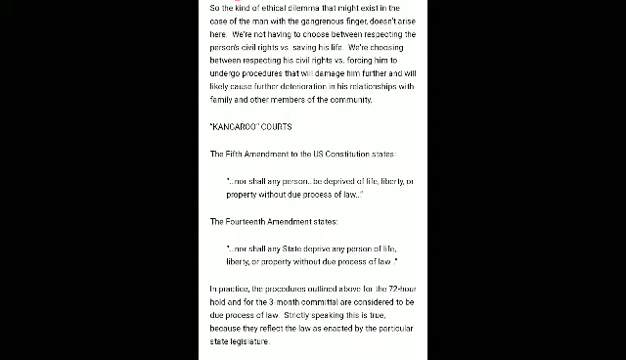 So the kind of ethical dilemma that might exist in the
case of the man with the gangrenous finger, doesn't arise
here. We're not having to choose between respecting the
person's civil rights vs. saving his life. We're choosing
between respecting his civil rights vs. forcing him to
undergo procedures that will damage him further and will
likely cause further deterioration in his relationships with
family and other members of the community.
"KANGAROO" COURTS
The Fifth Amendment to the US Constitution states:
"…nor shall any person…be deprived of life, liberty, or
property without due process of law…"
The Fourteenth Amendment states:
"…nor shall any State deprive any person of life,
liberty, or property without due process of law…"
In practice, the procedures outlined above for the 72-hour
hold and for the 3-month committal are considered to be
due process of law. Strictly speaking this is true,
because they reflect the law as enacted by the particular
state legislature.